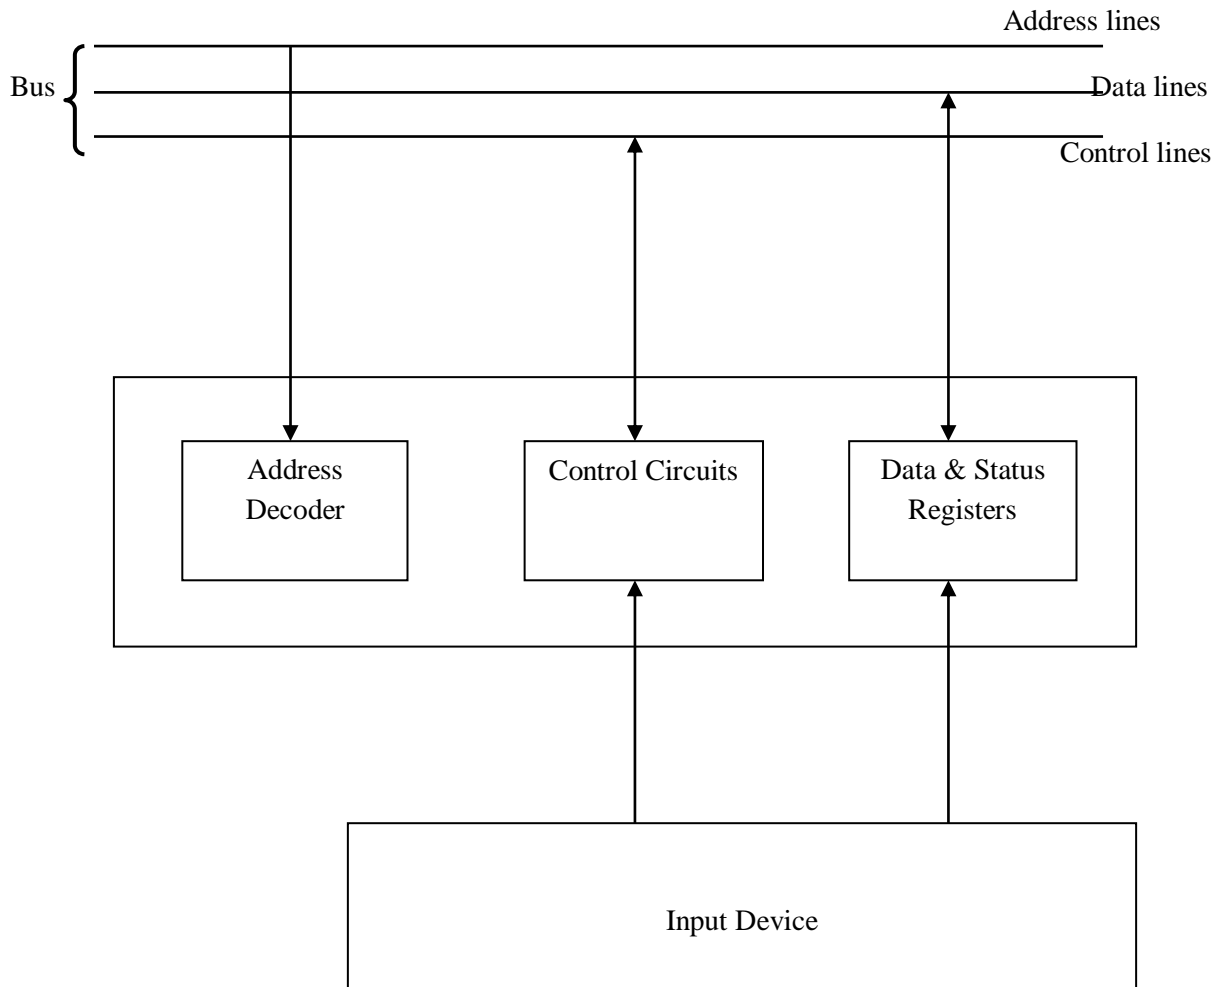 Address lines
Bus
Data lines
Control lines
Address
Decoder
Control Circuits
Data & Status
Registers
Input Device